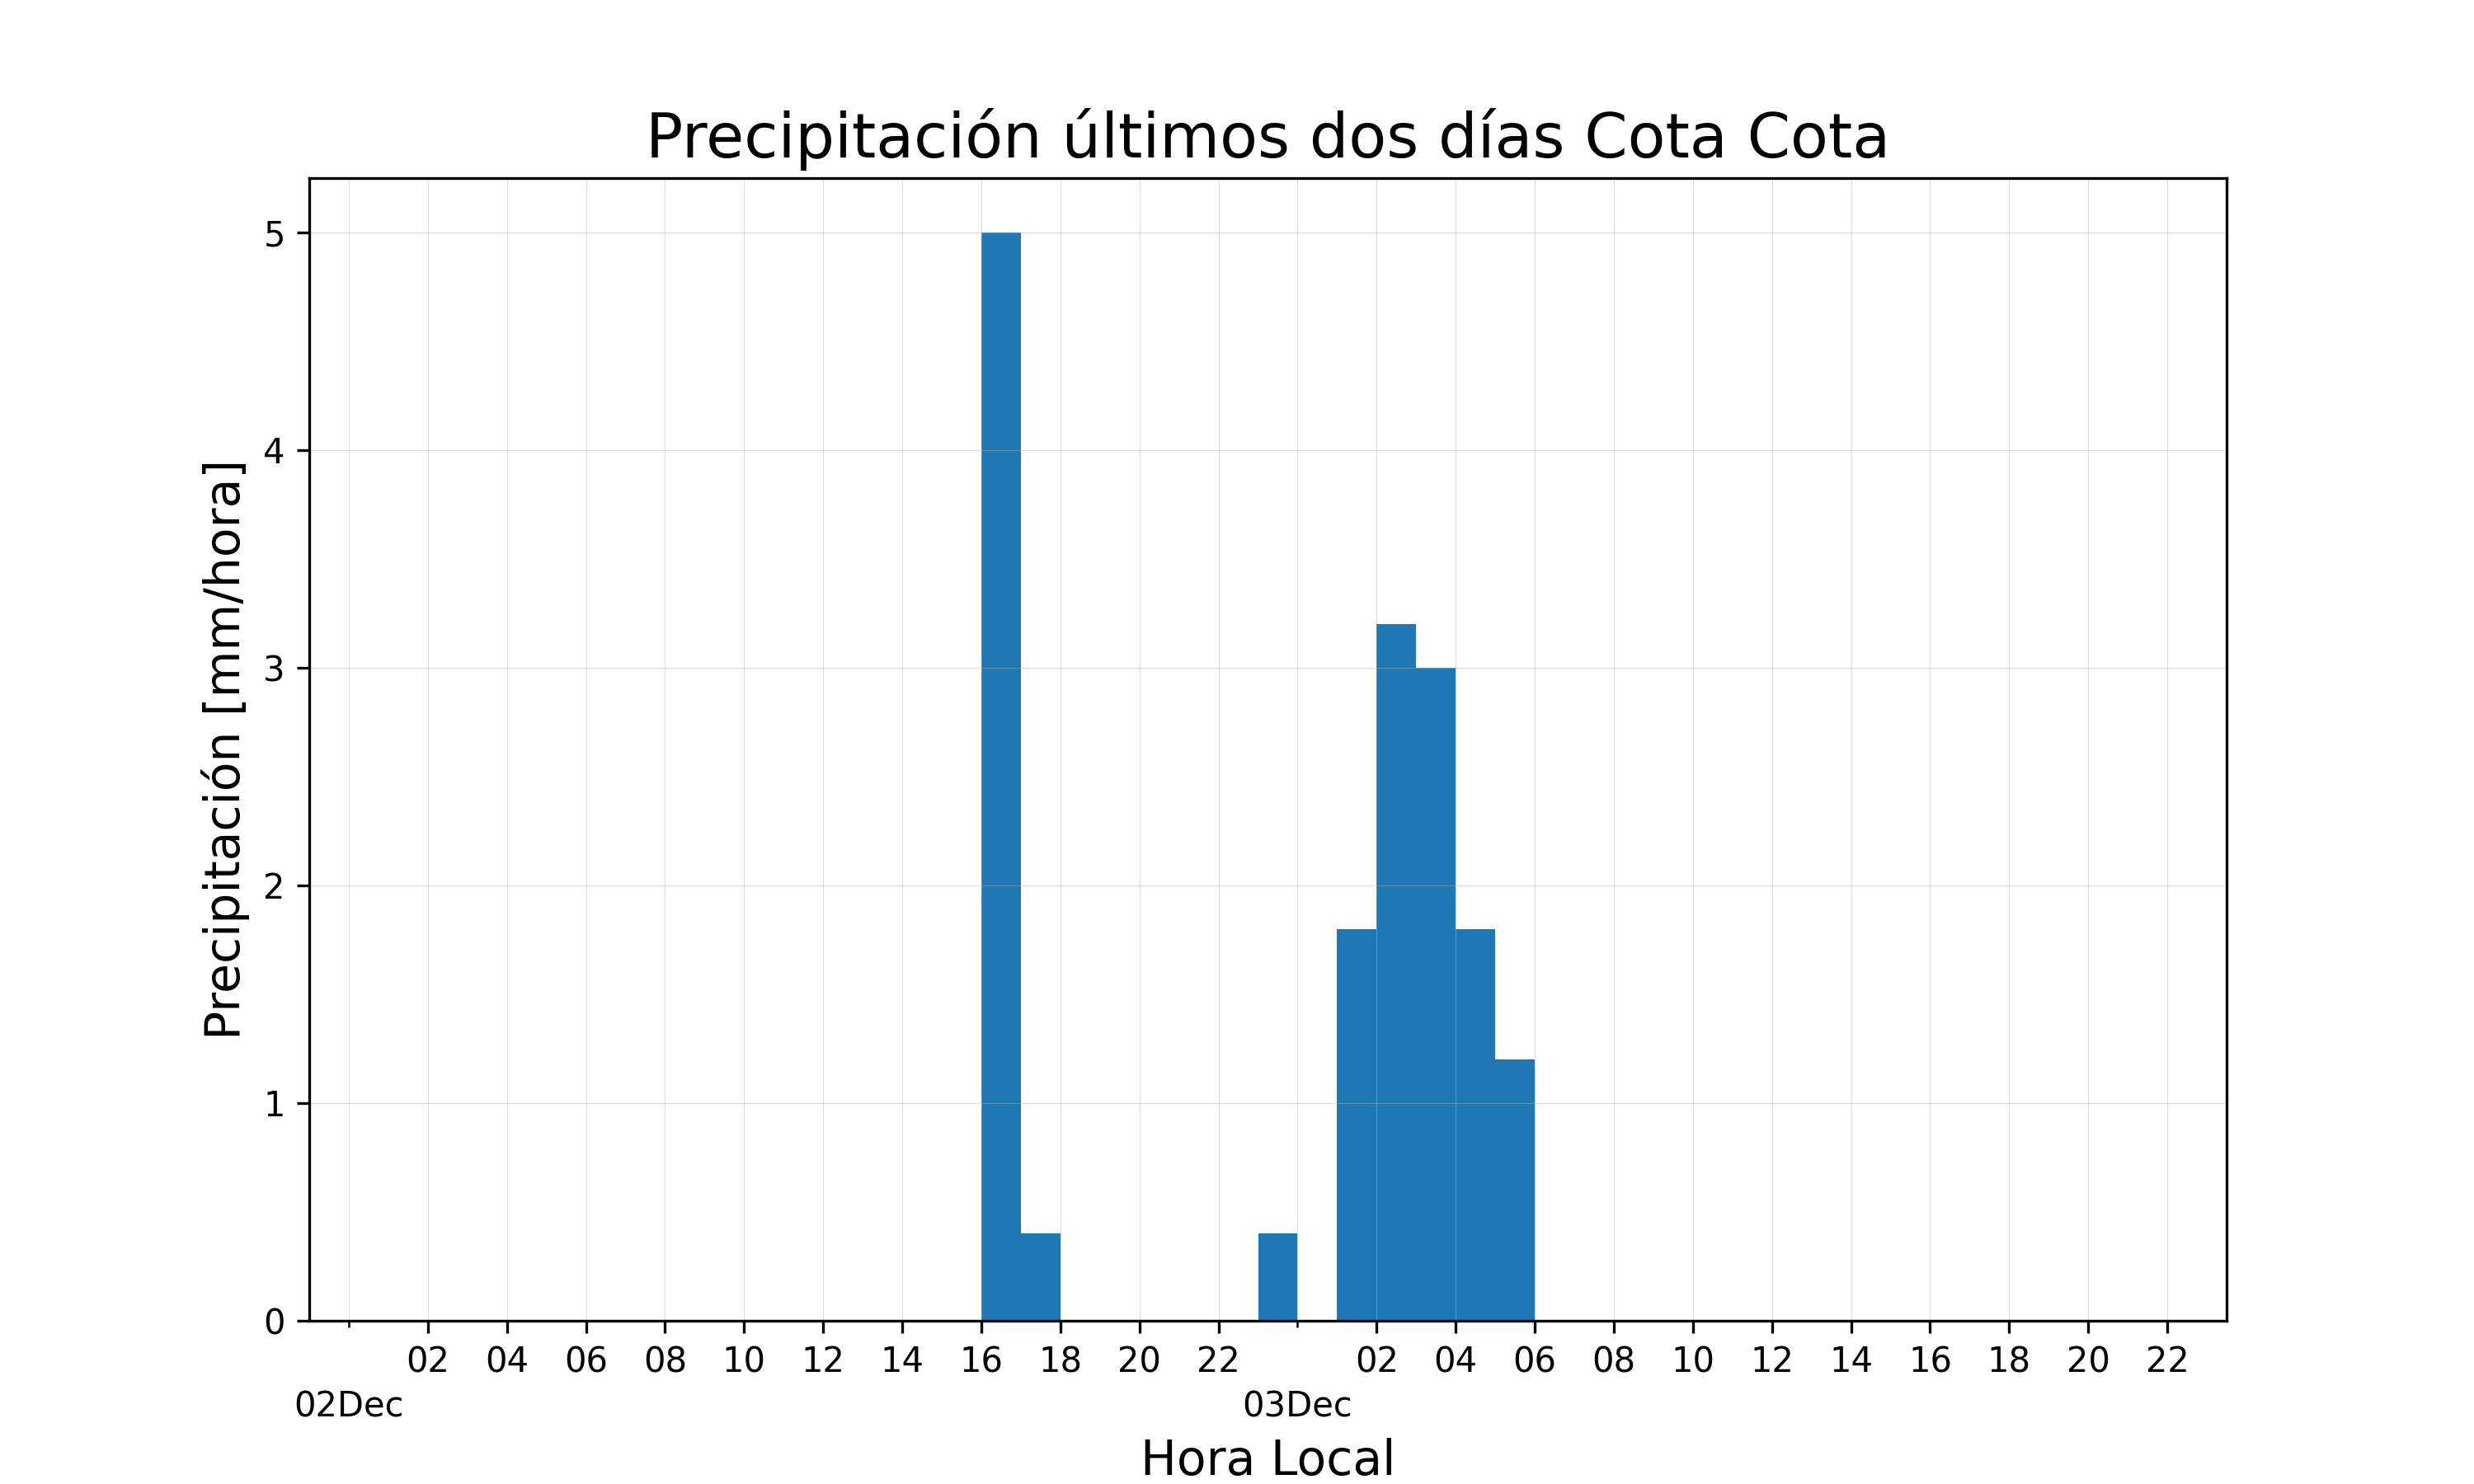 Precipitación últimos dos días Cota Cota
Precipitación [mm/hora]
5
4
3
2
1
0
02 04 06 08 10 12 14 16 18 20 22 02 04 06 08 10 12 14 16 18 20 22
02Dec 03Dec
Hora Local